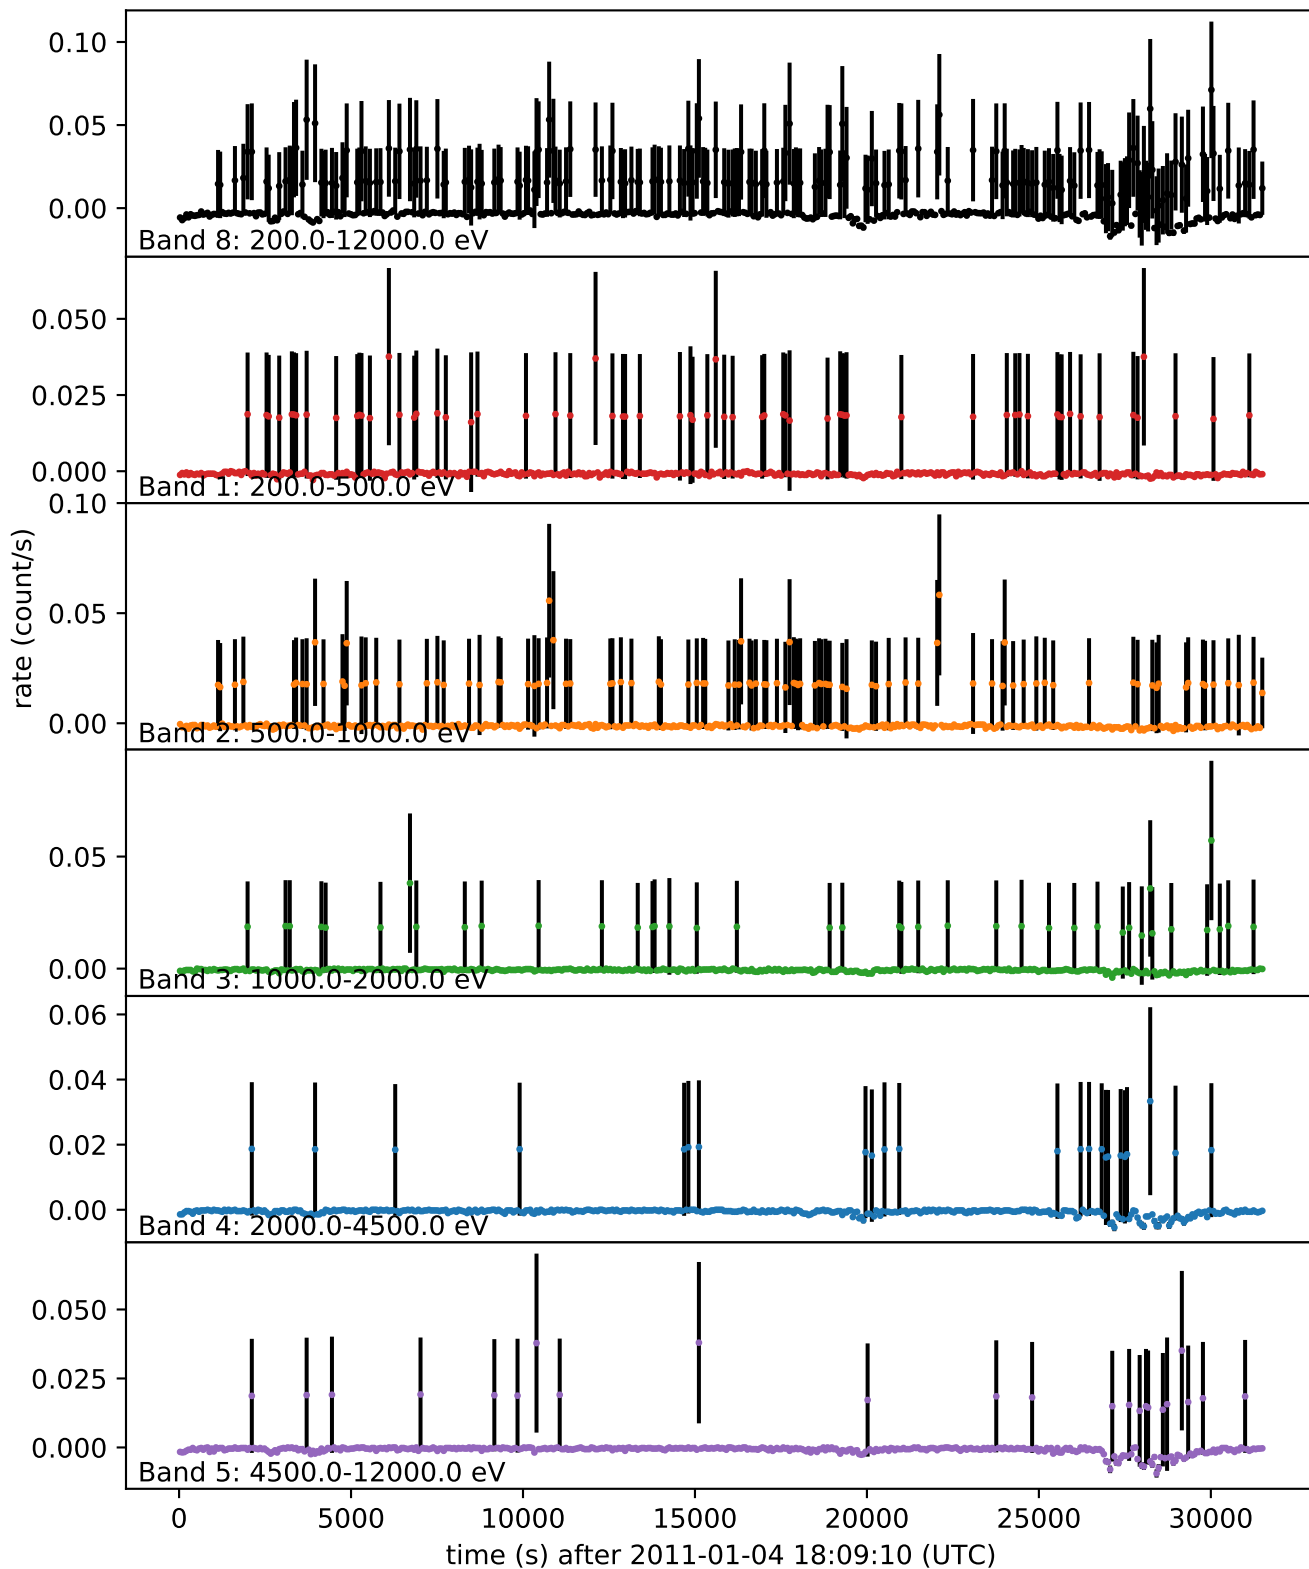 0.10
0.05
0.00
Band 8: 200.0-12000.0 eV
0.050
0.025
0.000
Band 1: 200.0-500.0 eV
rate (count/s)
0.10
0.05
0.00
Band 2: 500.0-1000.0 eV
0.05
0.00
Band 3: 1000.0-2000.0 eV
0.06
0.04
0.02
0.00
Band 4: 2000.0-4500.0 eV
0.050
0.025
0.000
Band 5: 4500.0-12000.0 eV
0 5000 10000 15000 20000 25000 30000
time (s) after 2011-01-04 18:09:10 (UTC)